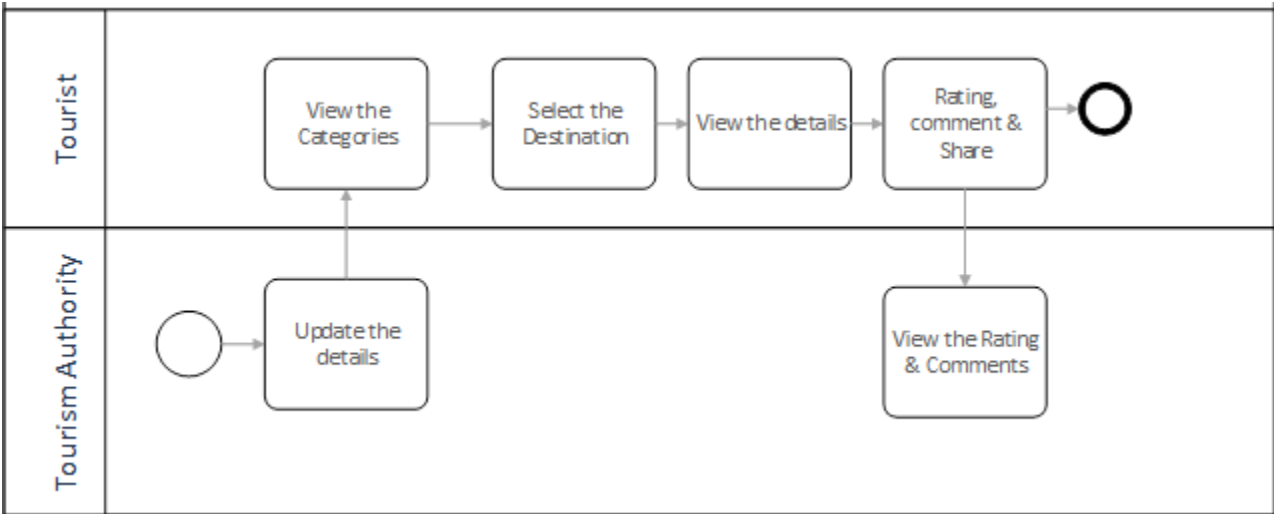 Tourist
View the
Categories
Select the
Destination
View the details
Rating,
comment &
Share
Tourism Authority
Update the
details
View the Rating
& Comments